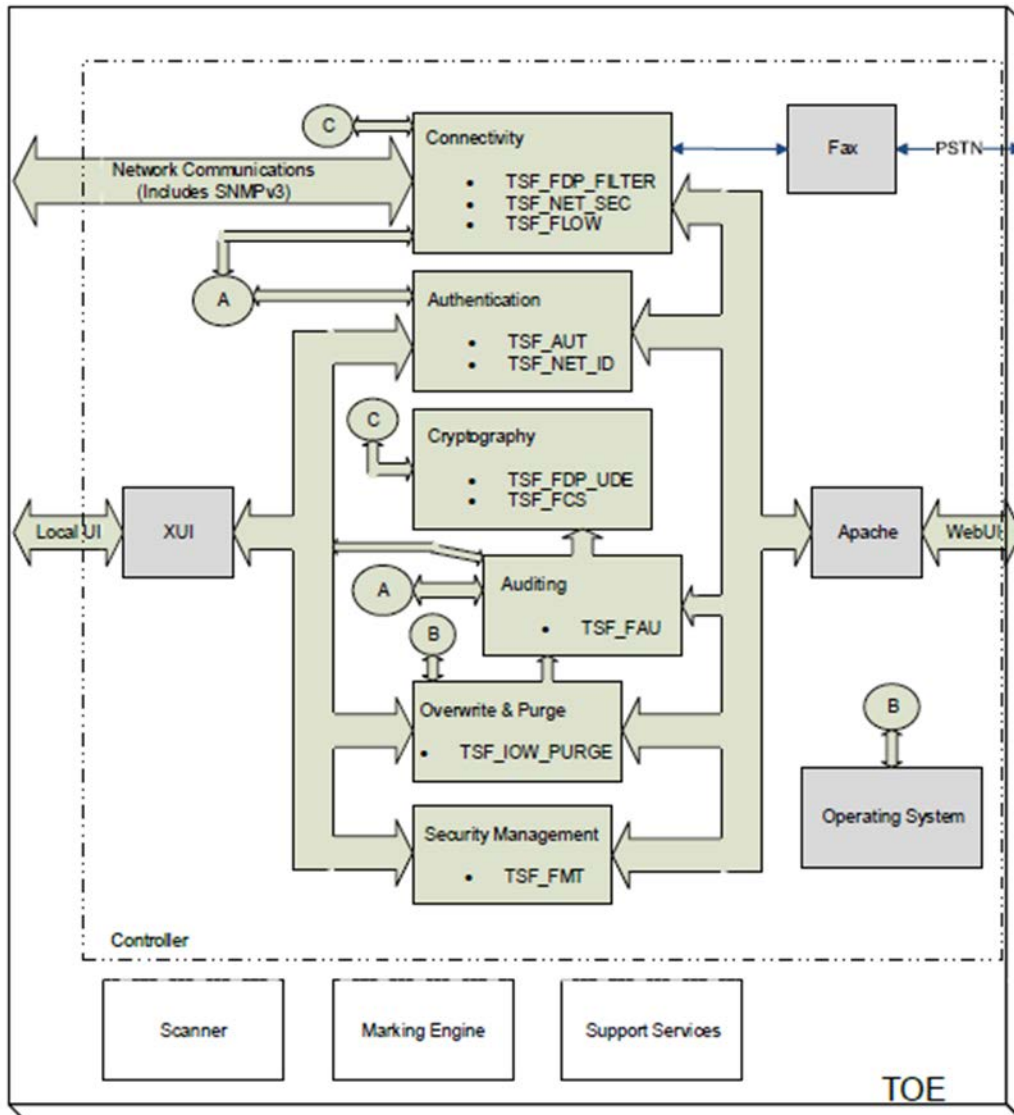 C
Connectivity
• TSF_FDP_FILTER
• TSF_NET_SEC
• TSF_FLOW
Fax
PSTN
Network Communications
(Includes SNMPv3)
A
Authentication
• TSF_AUT
• TSF_NET_ID
C
Cryptography
• TSF_FDP_UDE
• TSF_FCS
Local UI
XUI
Apache
WebUI
A
Auditing
• TSF_FAU
B
Overwrite & Purge
• TSF_IOW_PURGE
B
Operating System
Security Management
• TSF_FMT
Controller
Scanner
Marking Engine
Support Services
TOE